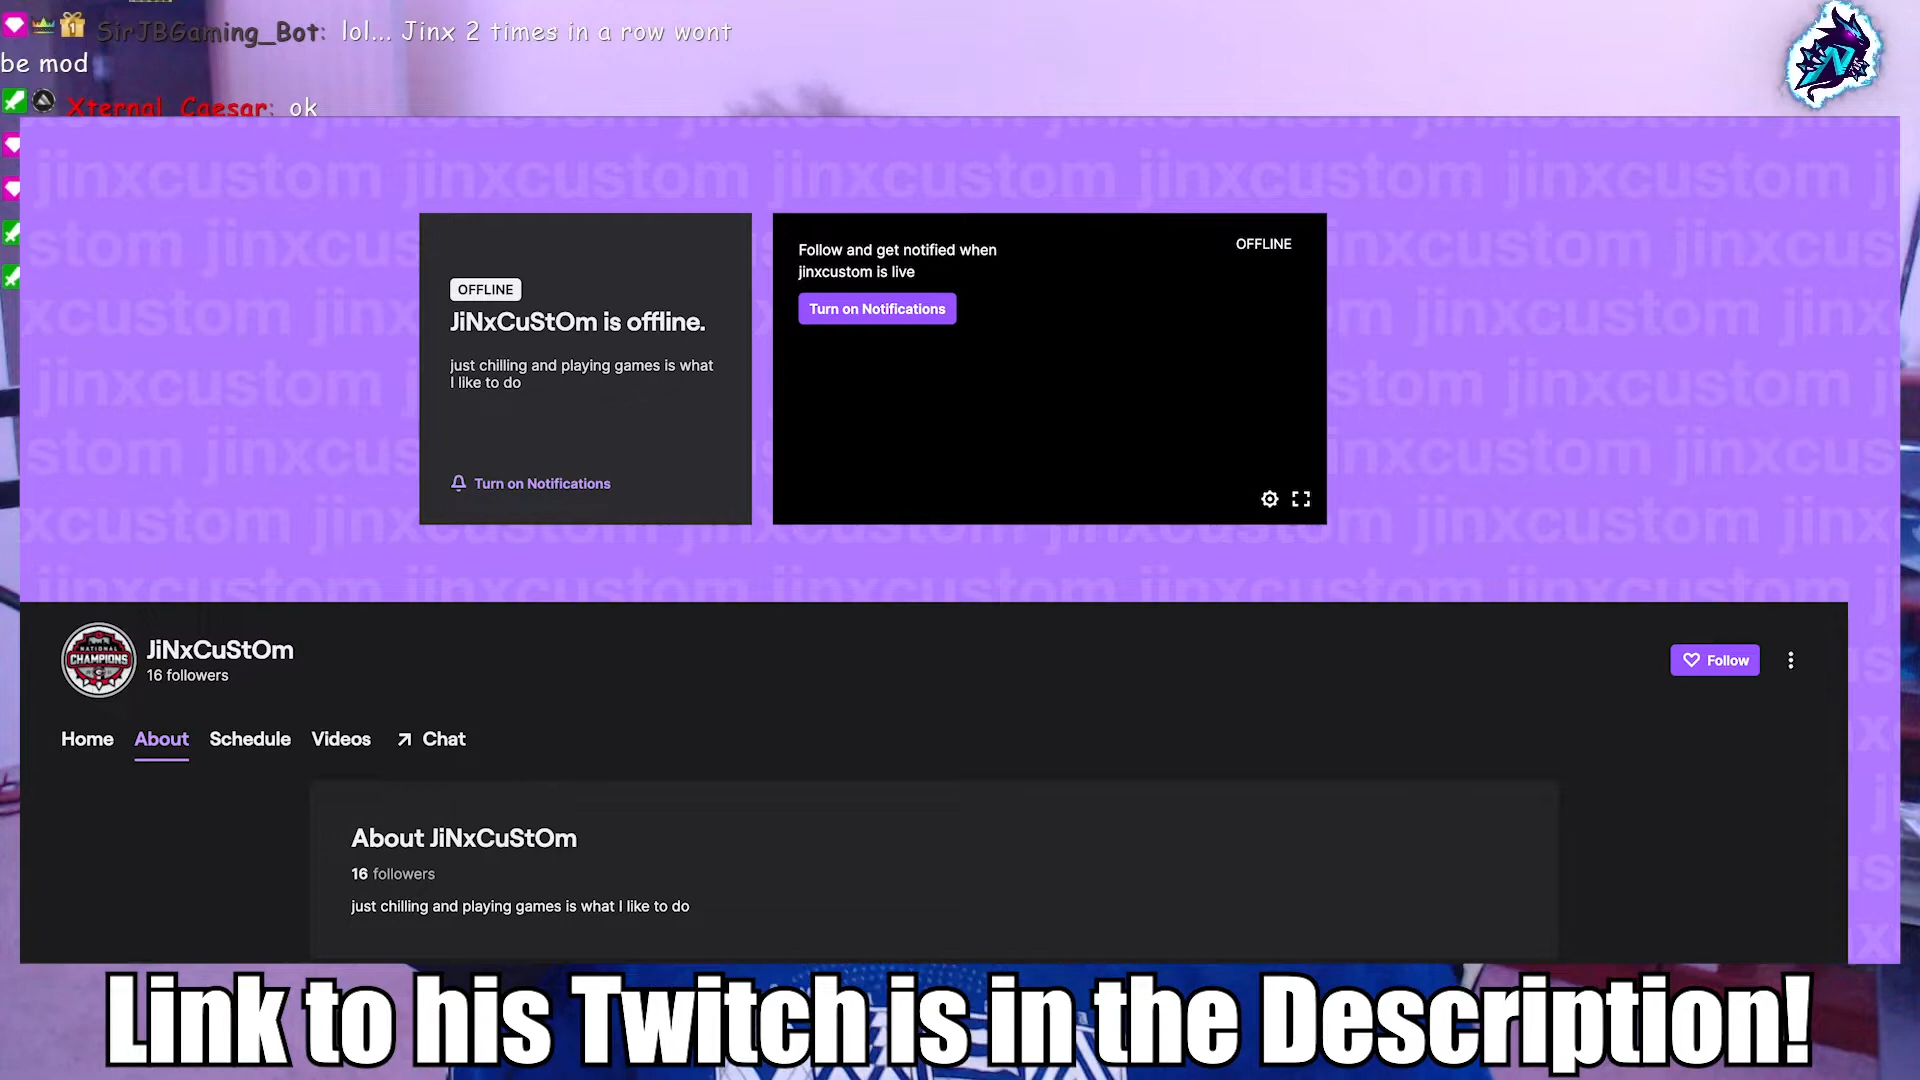 SirJBGaming_Bot: lol... Jinx 2 times in a row wont
be mod
Xternal_Caesar: ok
jinxcustom jinxcustom jinxcustom jinxcustom jinxcustom
OFFLINE
JiNxCuStOm is offline.
just chilling and playing games is what
I like to do
Turn on Notifications
Follow and get notified when
jinxcustom is live
Turn on Notifications
OFFLINE
JiNxCuStOm
16 followers
Follow
Home About Schedule Videos Chat
NATIONAL
CHAMPIONS
About JiNxCuStOm
16 followers
just chilling and playing games is what I like to do
Link to his Twitch is in the Description!